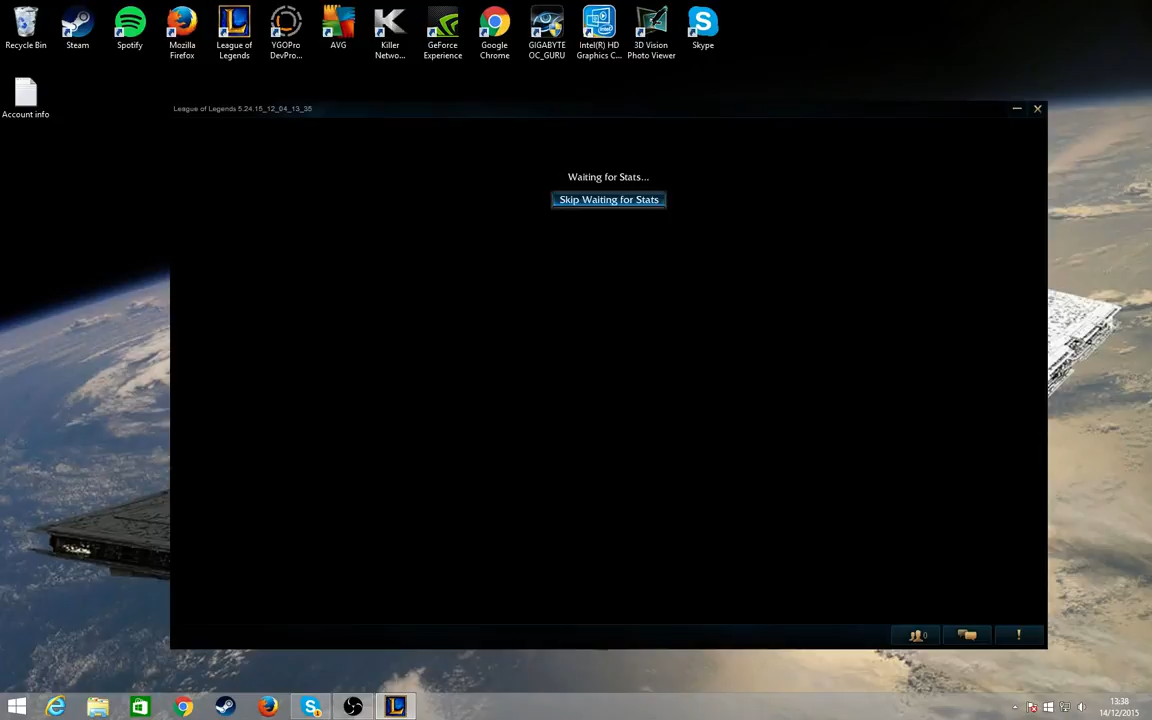 Recycle Bin
Steam
Spotify
Mozilla Firefox
League of Legends
YGOPro DevPro...
AVG
Killer Netwo...
GeForce Experience
Google Chrome
GIGABYTE OC_GURU
Intel(R) HD Graphics C...
3D Vision Photo Viewer
Skype
Account info
League of Legends 5.24.15_12_04_13_35
Waiting for Stats...
Skip Waiting for Stats
0
13:38
14/12/2015